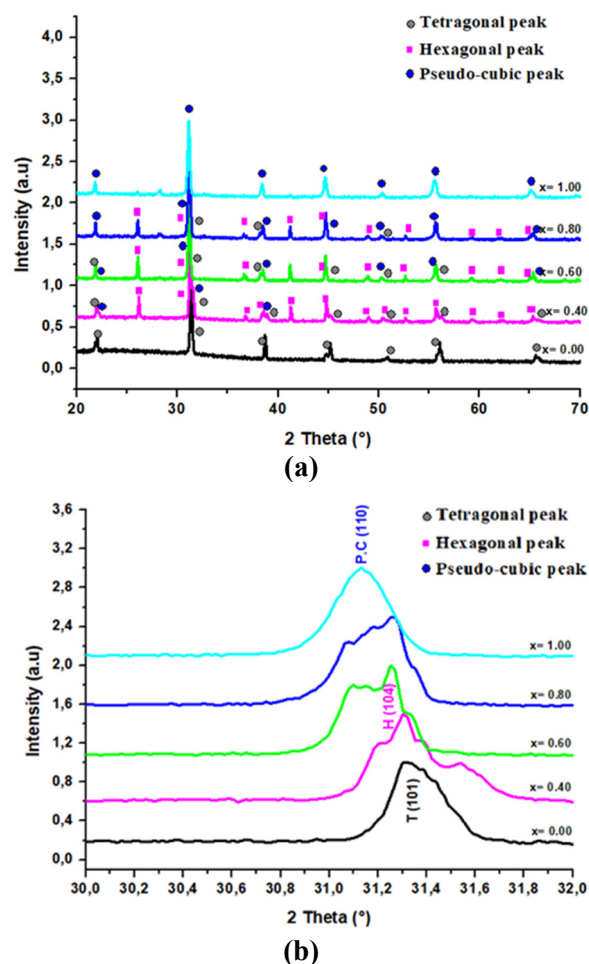 Tetragonal peak
Hexagonal peak
Pseudo-cubic peak
4,0
3,5
3,0
2,5
2,0
1,5
1,0
0,5
0,0
Intensity (a.u)
x= 1.00
x= 0.80
x= 0.60
x= 0.40
x= 0.00
20 30 40 50 60 70
2 Theta (°)
(a)
Tetragonal peak
Hexagonal peak
Pseudo-cubic peak
3,6
3,2
2,8
2,4
2,0
1,6
1,2
0,8
0,4
0,0
Intensity (a.u)
P.C (110)
H (104)
T (101)
x= 1.00
x= 0.80
x= 0.60
x= 0.40
x= 0.00
30,0 30,2 30,4 30,6 30,8 31,0 31,2 31,4 31,6 31,8 32,0
2 Theta (°)
(b)